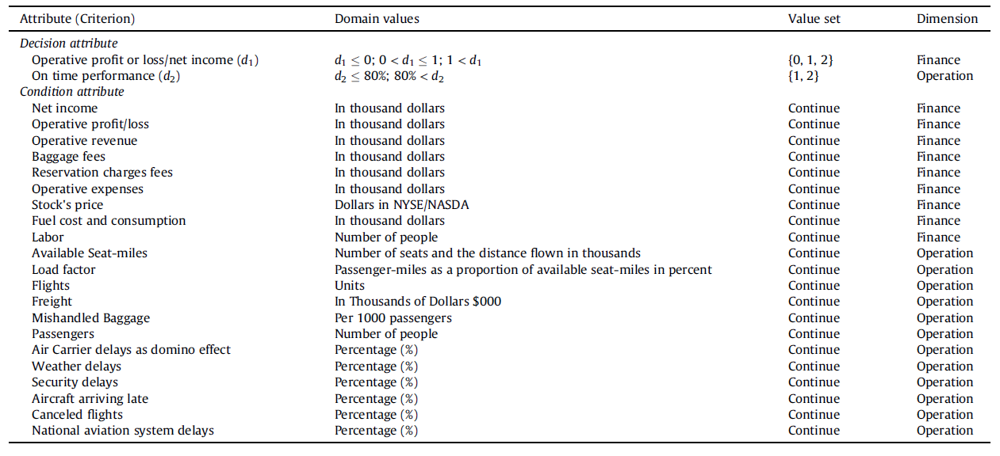 Attribute (Criterion) Domain values Value set Dimension
Decision attribute
Operative profit or loss/net income (d1) d1 ≤ 0; 0 < d1 ≤ 1; 1 < d1 {0, 1, 2} Finance
On time performance (d2) d2 ≤ 80%; 80% < d2 {1, 2} Operation
Condition attribute
Net income In thousand dollars Continue Finance
Operative profit/loss In thousand dollars Continue Finance
Operative revenue In thousand dollars Continue Finance
Baggage fees In thousand dollars Continue Finance
Reservation charges fees In thousand dollars Continue Finance
Operative expenses In thousand dollars Continue Finance
Stock's price Dollars in NYSE/NASDA Continue Finance
Fuel cost and consumption In thousand dollars Continue Finance
Labor Number of people Continue Finance
Available Seat-miles Number of seats and the distance flown in thousands Continue Operation
Load factor Passenger-miles as a proportion of available seat-miles in percent Continue Operation
Flights Units Continue Operation
Freight In Thousands of Dollars $000 Continue Operation
Mishandled Baggage Per 1000 passengers Continue Operation
Passengers Number of people Continue Operation
Air Carrier delays as domino effect Percentage (%) Continue Operation
Weather delays Percentage (%) Continue Operation
Security delays Percentage (%) Continue Operation
Aircraft arriving late Percentage (%) Continue Operation
Canceled flights Percentage (%) Continue Operation
National aviation system delays Percentage (%) Continue Operation